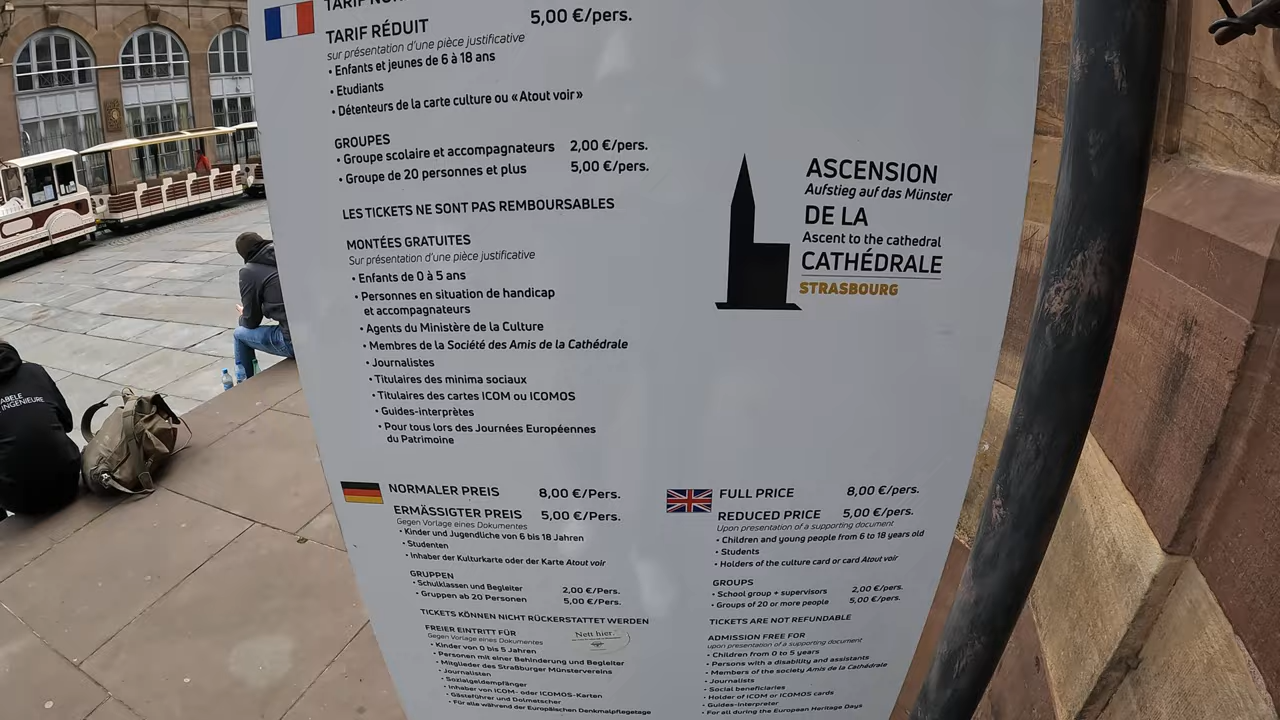 TARIF
TARIF RÉDUIT 5,00 €/pers.
sur présentation d'une pièce justificative
• Enfants et jeunes de 6 à 18 ans
• Etudiants
• Détenteurs de la carte culture ou «Atout voir»
GROUPES
• Groupe scolaire et accompagnateurs 2,00 €/pers.
• Groupe de 20 personnes et plus 5,00 €/pers.
LES TICKETS NE SONT PAS REMBOURSABLES
MONTÉES GRATUITES
Sur présentation d'une pièce justificative
• Enfants de 0 à 5 ans
• Personnes en situation de handicap
et accompagnateurs
• Agents du Ministère de la Culture
• Membres de la Société des Amis de la Cathédrale
• Journalistes
• Titulaires des minima sociaux
• Titulaires des cartes ICOM ou ICOMOS
• Guides-interprètes
• Pour tous lors des Journées Européennes
du Patrimoine
ASCENSION
Aufstieg auf das Münster
DE LA
Ascent to the cathedral
CATHÉDRALE
STRASBOURG
NORMALER PREIS 8,00 €/Pers.
ERMÄSSIGTER PREIS 5,00 €/Pers.
Gegen Vorlage eines Dokumentes
• Kinder und Jugendliche von 6 bis 18 Jahren
• Studenten
• Inhaber der Kulturkarte oder der Karte Atout voir
GRUPPEN
• Schulklassen und Begleiter 2,00 €/Pers.
• Gruppen ab 20 Personen 5,00 €/Pers.
TICKETS KÖNNEN NICHT RÜCKERSTATTET WERDEN
FREIER EINTRITT FÜR
Gegen Vorlage eines Dokumentes
• Kinder von 0 bis 5 Jahren
• Personen mit einer Behinderung und Begleiter
• Mitglieder des Straßburger Münstervereins
• Journalisten
• Sozialgeldempfänger
• Inhaber von ICOM- oder ICOMOS-Karten
• Gästeführer und Dolmetscher
• Für alle während der Europäischen Denkmalpflegetage
Nett hier.
FULL PRICE 8,00 €/pers.
REDUCED PRICE 5,00 €/pers.
Upon presentation of a supporting document
• Children and young people from 6 to 18 years old
• Students
• Holders of the culture card or card Atout voir
GROUPS
• School group + supervisors 2,00 €/pers.
• Groups of 20 or more people 5,00 €/pers.
TICKETS ARE NOT REFUNDABLE
ADMISSION FREE FOR
upon presentation of a supporting document
• Children from 0 to 5 years
• Persons with a disability and assistants
• Members of the society Amis de la Cathédrale
• Journalists
• Social beneficiaries
• Holder of ICOM or ICOMOS cards
• Guides-interpreter
• For all during the European Heritage Days
ABELE
INGENIEURE